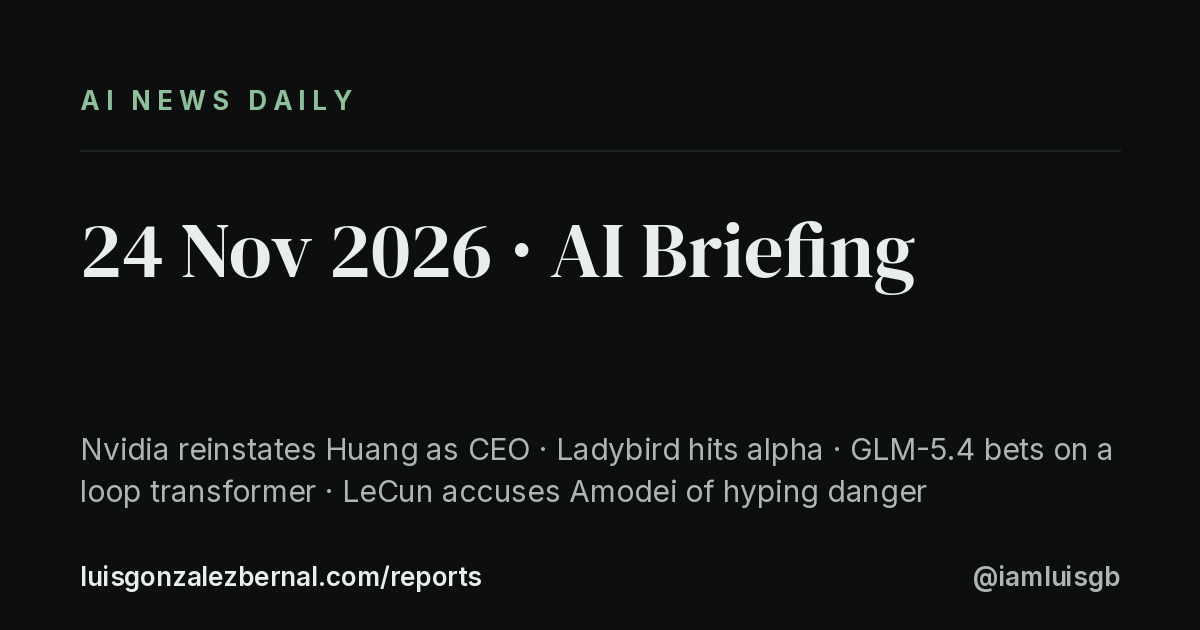 AI NEWS DAILY
24 Nov 2026 · AI Briefing
Nvidia reinstates Huang as CEO · Ladybird hits alpha · GLM-5.4 bets on a
loop transformer · LeCun accuses Amodei of hyping danger
luisgonzalezbernal.com/reports
@iamluisgb